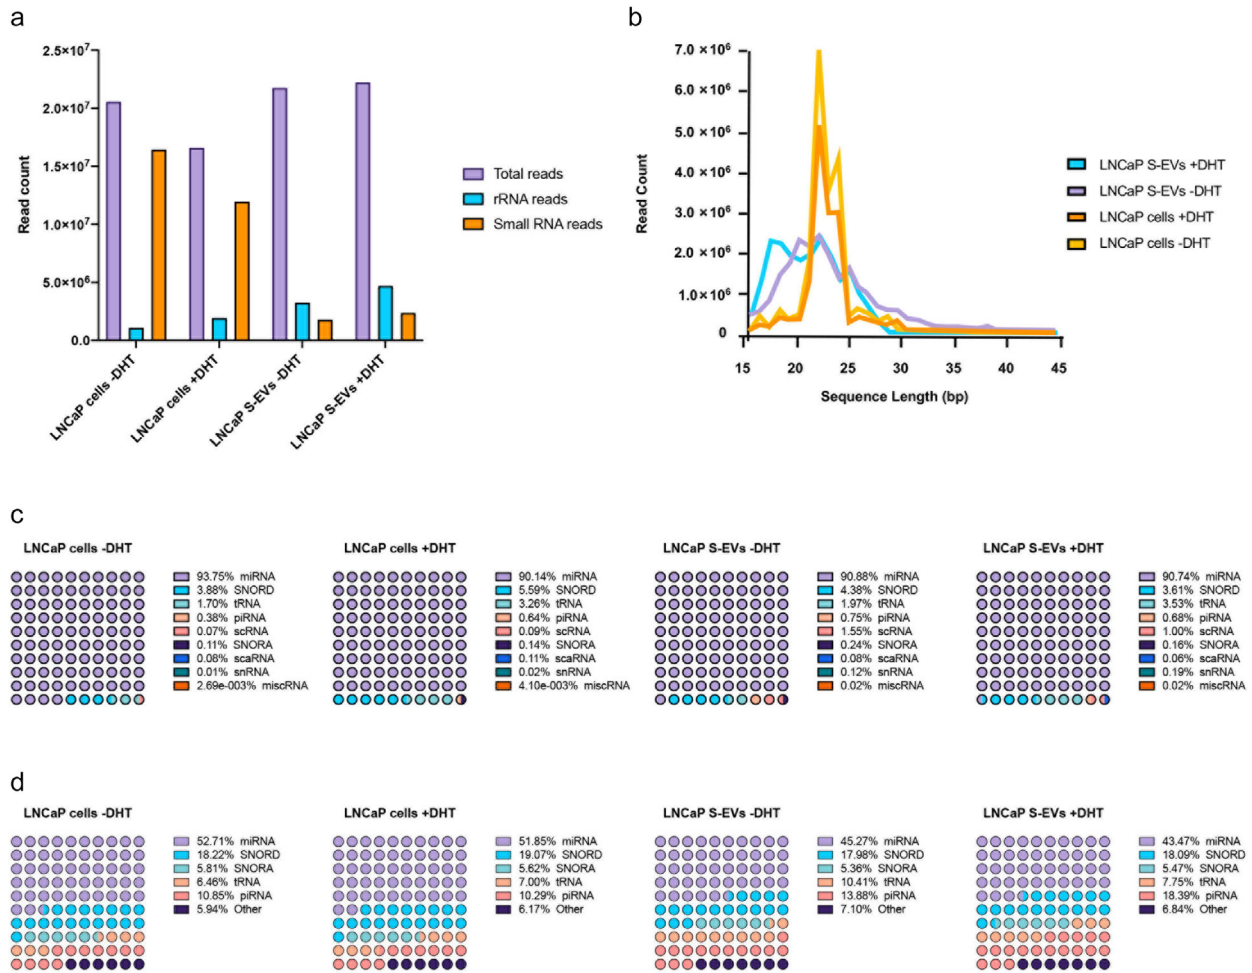 a
2.5×10⁷
2.0×10⁷
1.5×10⁷
1.0×10⁷
5.0×10⁶
0.0
Read count
LNCaP cells -DHT
LNCaP cells +DHT
LNCaP S-EVs -DHT
LNCaP S-EVs +DHT
Total reads
rRNA reads
Small RNA reads
b
7.0 ×10⁶
6.0 ×10⁶
5.0 ×10⁶
4.0 ×10⁶
3.0 ×10⁶
2.0 ×10⁶
1.0 ×10⁶
0
Read Count
15 20 25 30 35 40 45
Sequence Length (bp)
LNCaP S-EVs +DHT
LNCaP S-EVs -DHT
LNCaP cells +DHT
LNCaP cells -DHT
c
LNCaP cells -DHT
93.75% miRNA
3.88% SNORD
1.70% tRNA
0.38% piRNA
0.07% scRNA
0.11% SNORA
0.06% scaRNA
0.01% snRNA
2.69e-003% miscRNA
LNCaP cells +DHT
90.14% miRNA
5.59% SNORD
3.26% tRNA
0.64% piRNA
0.09% scRNA
0.14% SNORA
0.11% scaRNA
0.02% snRNA
4.10e-003% miscRNA
LNCaP S-EVs -DHT
90.88% miRNA
4.38% SNORD
1.97% tRNA
0.75% piRNA
1.55% scRNA
0.24% SNORA
0.08% scaRNA
0.12% snRNA
0.02% miscRNA
LNCaP S-EVs +DHT
90.74% miRNA
3.61% SNORD
3.53% tRNA
0.68% piRNA
1.00% scRNA
0.16% SNORA
0.06% scaRNA
0.19% snRNA
0.02% miscRNA
d
LNCaP cells -DHT
52.71% miRNA
18.22% SNORD
5.81% SNORA
6.46% tRNA
10.85% piRNA
5.94% Other
LNCaP cells +DHT
51.85% miRNA
19.07% SNORD
5.62% SNORA
7.00% tRNA
10.29% piRNA
6.17% Other
LNCaP S-EVs -DHT
45.27% miRNA
17.98% SNORD
5.36% SNORA
10.41% tRNA
13.88% piRNA
7.10% Other
LNCaP S-EVs +DHT
43.47% miRNA
18.09% SNORD
5.47% SNORA
7.75% tRNA
18.39% piRNA
6.84% Other